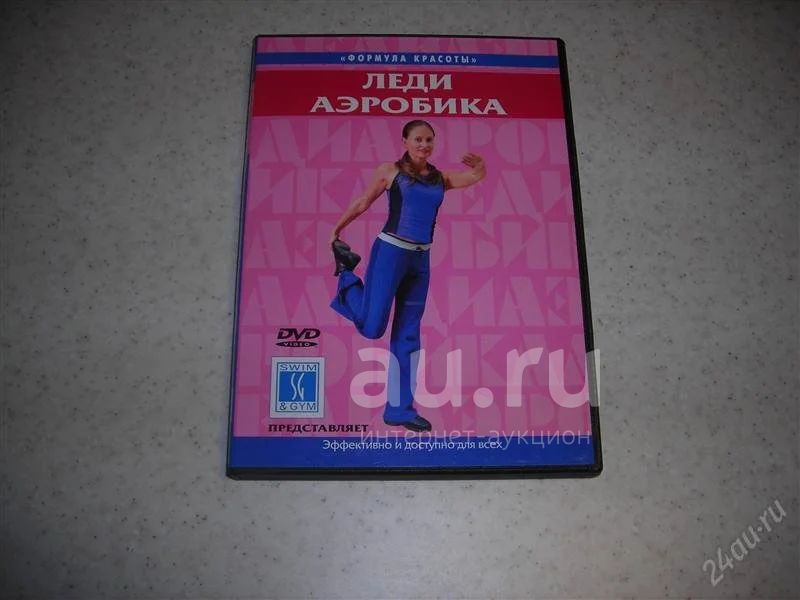 «ФОРМУЛА КРАСОТЫ»
ЛЕДИ
АЭРОБИКА
DVD
VIDEO
SWIM
SG
& GYM
ПРЕДСТАВЛЯЕТ
au.ru
интернет-аукцион
Эффективно и доступно для всех
24au.ru